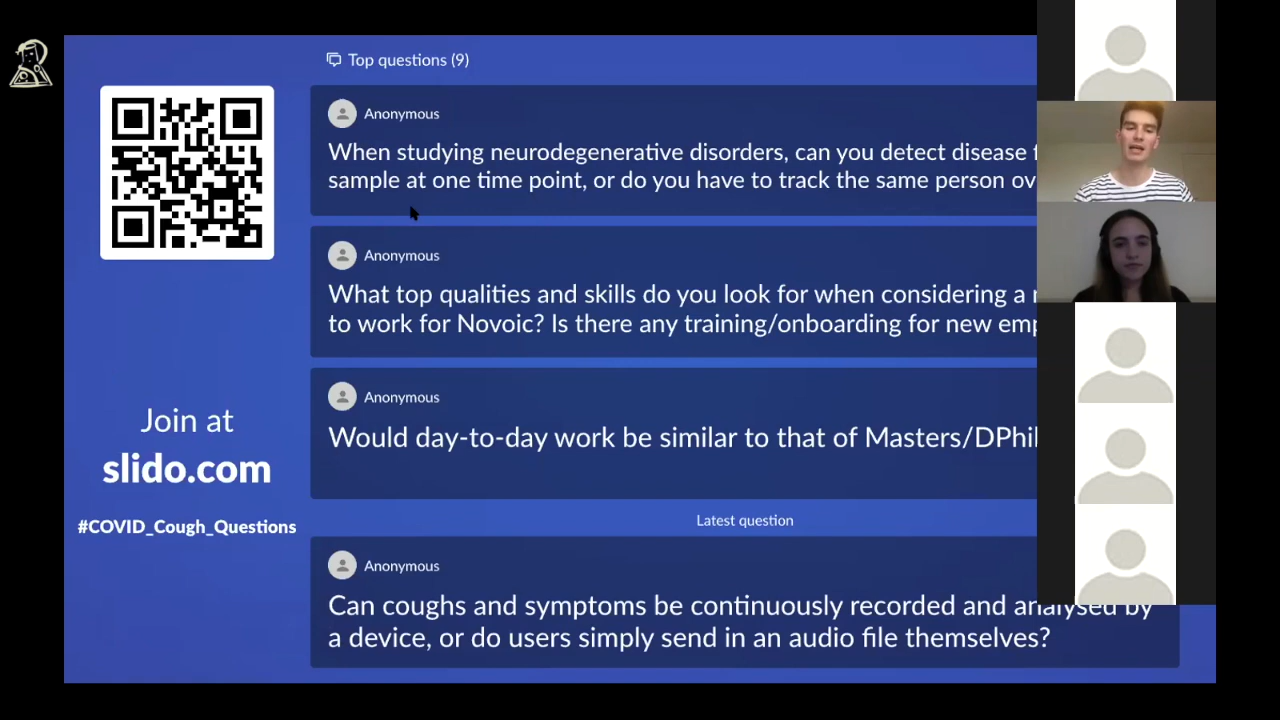 Top questions (9)
Anonymous
When studying neurodegenerative disorders, can you detect disease
sample at one time point, or do you have to track the same person
Anonymous
What top qualities and skills do you look for when considering a
to work for Novoic? Is there any training/onboarding for new
Anonymous
Would day-to-day work be similar to that of Masters/DPhil
Join at
slido.com
#COVID_Cough_Questions
Latest question
Anonymous
Can coughs and symptoms be continuously recorded and analysed by
a device, or do users simply send in an audio file themselves?